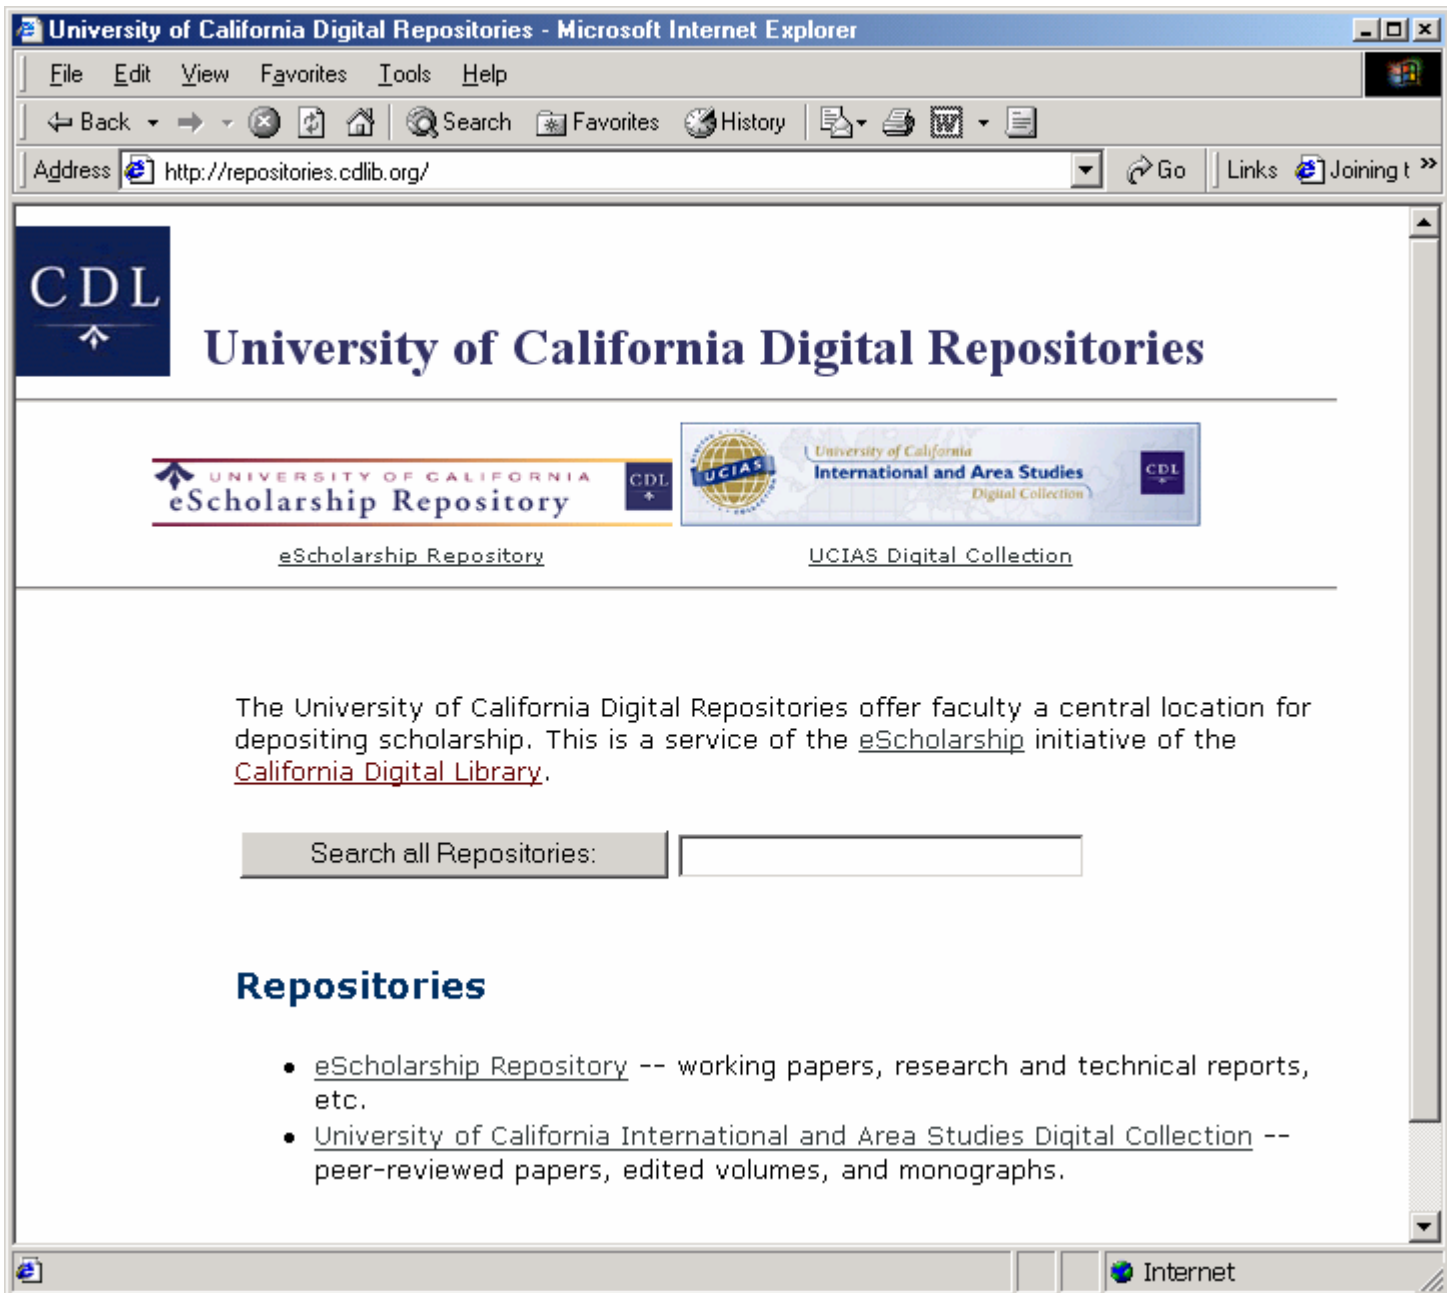 University of California Digital Repositories - Microsoft Internet Explorer
File Edit View Favorites Tools Help
Back Search Favorites History
Address http://repositories.cdlib.org/ Go Links Joining t »
CDL
University of California Digital Repositories
UNIVERSITY OF CALIFORNIA
eScholarship Repository
CDL
UCIAS
University of California
International and Area Studies
Digital Collection
CDL
eScholarship Repository UCIAS Digital Collection
The University of California Digital Repositories offer faculty a central location for
depositing scholarship. This is a service of the eScholarship initiative of the
California Digital Library.
Search all Repositories:
Repositories
• eScholarship Repository -- working papers, research and technical reports,
etc.
• University of California International and Area Studies Digital Collection --
peer-reviewed papers, edited volumes, and monographs.
Internet